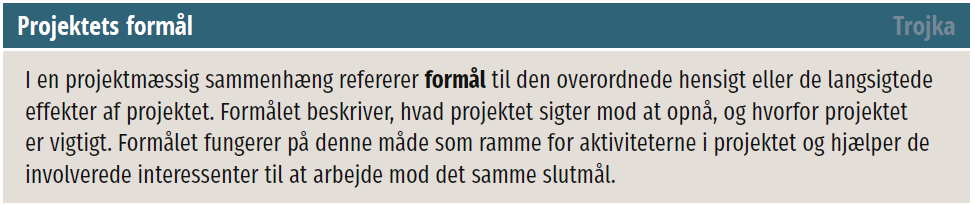 Projektets formål Trojka
I en projektmæssig sammenhæng refererer formål til den overordnede hensigt eller de langsigtede
effekter af projektet. Formålet beskriver, hvad projektet sigter mod at opnå, og hvorfor projektet
er vigtigt. Formålet fungerer på denne måde som ramme for aktiviteterne i projektet og hjælper de
involverede interessenter til at arbejde mod det samme slutmål.